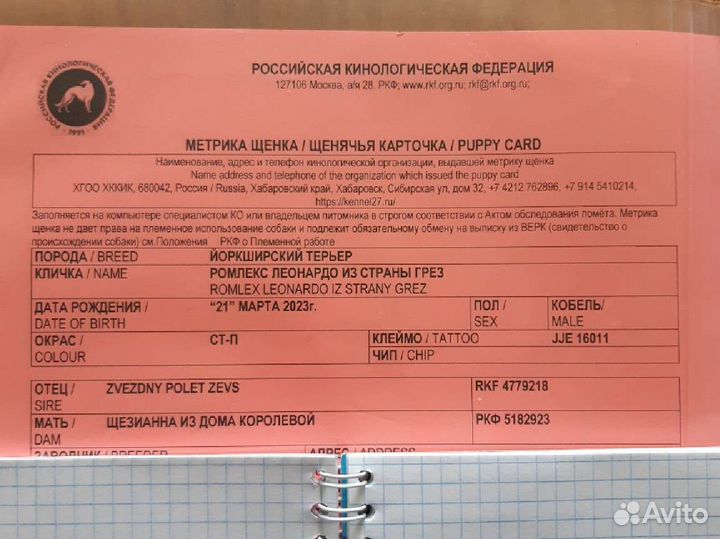 РОССИЙСКАЯ КИНОЛОГИЧЕСКАЯ ФЕДЕРАЦИЯ
РОССИЙСКАЯ КИНОЛОГИЧЕСКАЯ ФЕДЕРАЦИЯ
127106 Москва, а/я 28. РКФ; www.rkf.org.ru; rkf@rkf.org.ru;
· 1991 ·
МЕТРИКА ЩЕНКА / ЩЕНЯЧЬЯ КАРТОЧКА / PUPPY CARD
Наименование, адрес и телефон кинологической организации, выдавшей метрику щенка
Name address and telephone of the organization which issued the puppy card
ХГОО ХККИК, 680042, Россия / Russia, Хабаровский край, Хабаровск, Сибирская ул, дом 32, +7 4212 762896, +7 914 5410214,
https://kennel27.ru/
Заполняется на компьютере специалистом КО или владельцем питомника в строгом соответствии с Актом обследования помёта. Метрика
щенка не дает права на племенное использование собаки и подлежит обязательному обмену на выписку из ВЕРК (свидетельство о
происхождении собаки) см.Положения РКФ о Племенной работе
ПОРОДА / BREED ЙОРКШИРСКИЙ ТЕРЬЕР
КЛИЧКА / NAME РОМЛЕКС ЛЕОНАРДО ИЗ СТРАНЫ ГРЕЗ
ROMLEX LEONARDO IZ STRANY GREZ
ДАТА РОЖДЕНИЯ / "21" МАРТА 2023г. ПОЛ / КОБЕЛЬ/
DATE OF BIRTH SEX MALE
ОКРАС / СТ-П КЛЕЙМО / TATTOO JJE 16011
COLOUR ЧИП / CHIP
ОТЕЦ / ZVEZDNY POLET ZEVS RKF 4779218
SIRE
МАТЬ / ЩЕЗИАННА ИЗ ДОМА КОРОЛЕВОЙ РКФ 5182923
DAM
ЗАВОДЧИК / BREEDER АДРЕС / ADDRESS
Avito